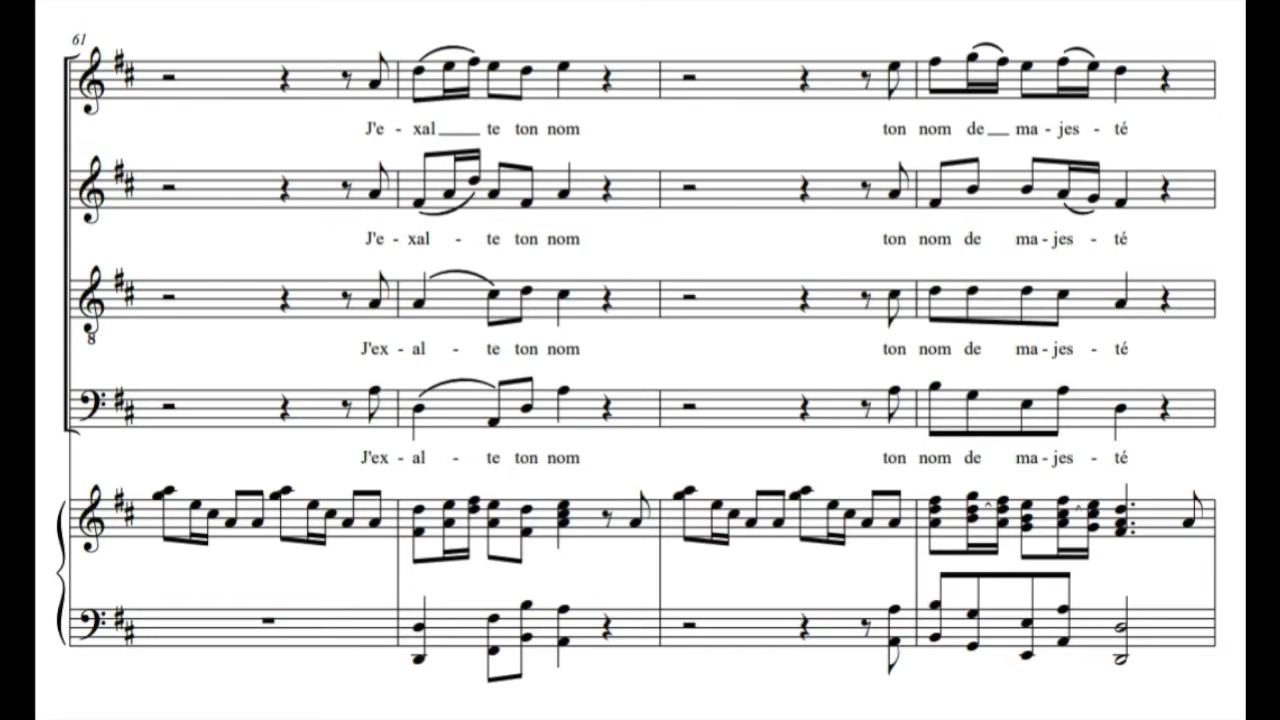 61
J'e - xal te ton nom ton nom de ma - jes - té
J'e - xal - te ton nom ton nom de ma - jes - té
8
J'ex - al - te ton nom ton nom de ma - jes - té
J'ex - al - te ton nom ton nom de ma - jes - té